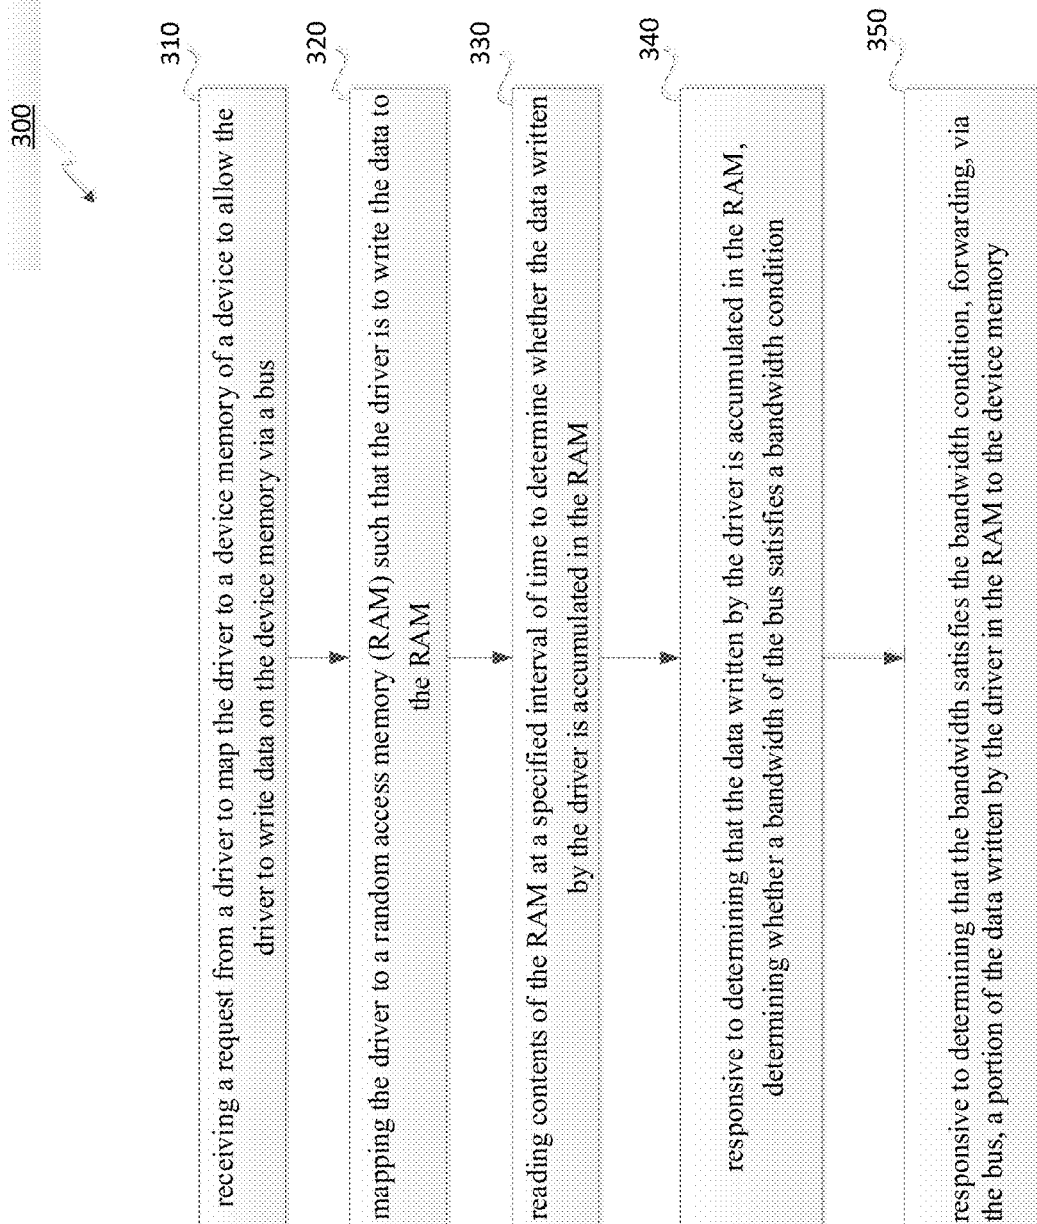 300
310
receiving a request from a driver to map the driver to a device memory of a device to allow the
driver to write data on the device memory via a bus
320
mapping the driver to a random access memory (RAM) such that the driver is to write the data to
the RAM
330
reading contents of the RAM at a specified interval of time to determine whether the data written
by the driver is accumulated in the RAM
340
responsive to determining that the data written by the driver is accumulated in the RAM,
determining whether a bandwidth of the bus satisfies a bandwidth condition
350
responsive to determining that the bandwidth satisfies the bandwidth condition, forwarding, via
the bus, a portion of the data written by the driver in the RAM to the device memory